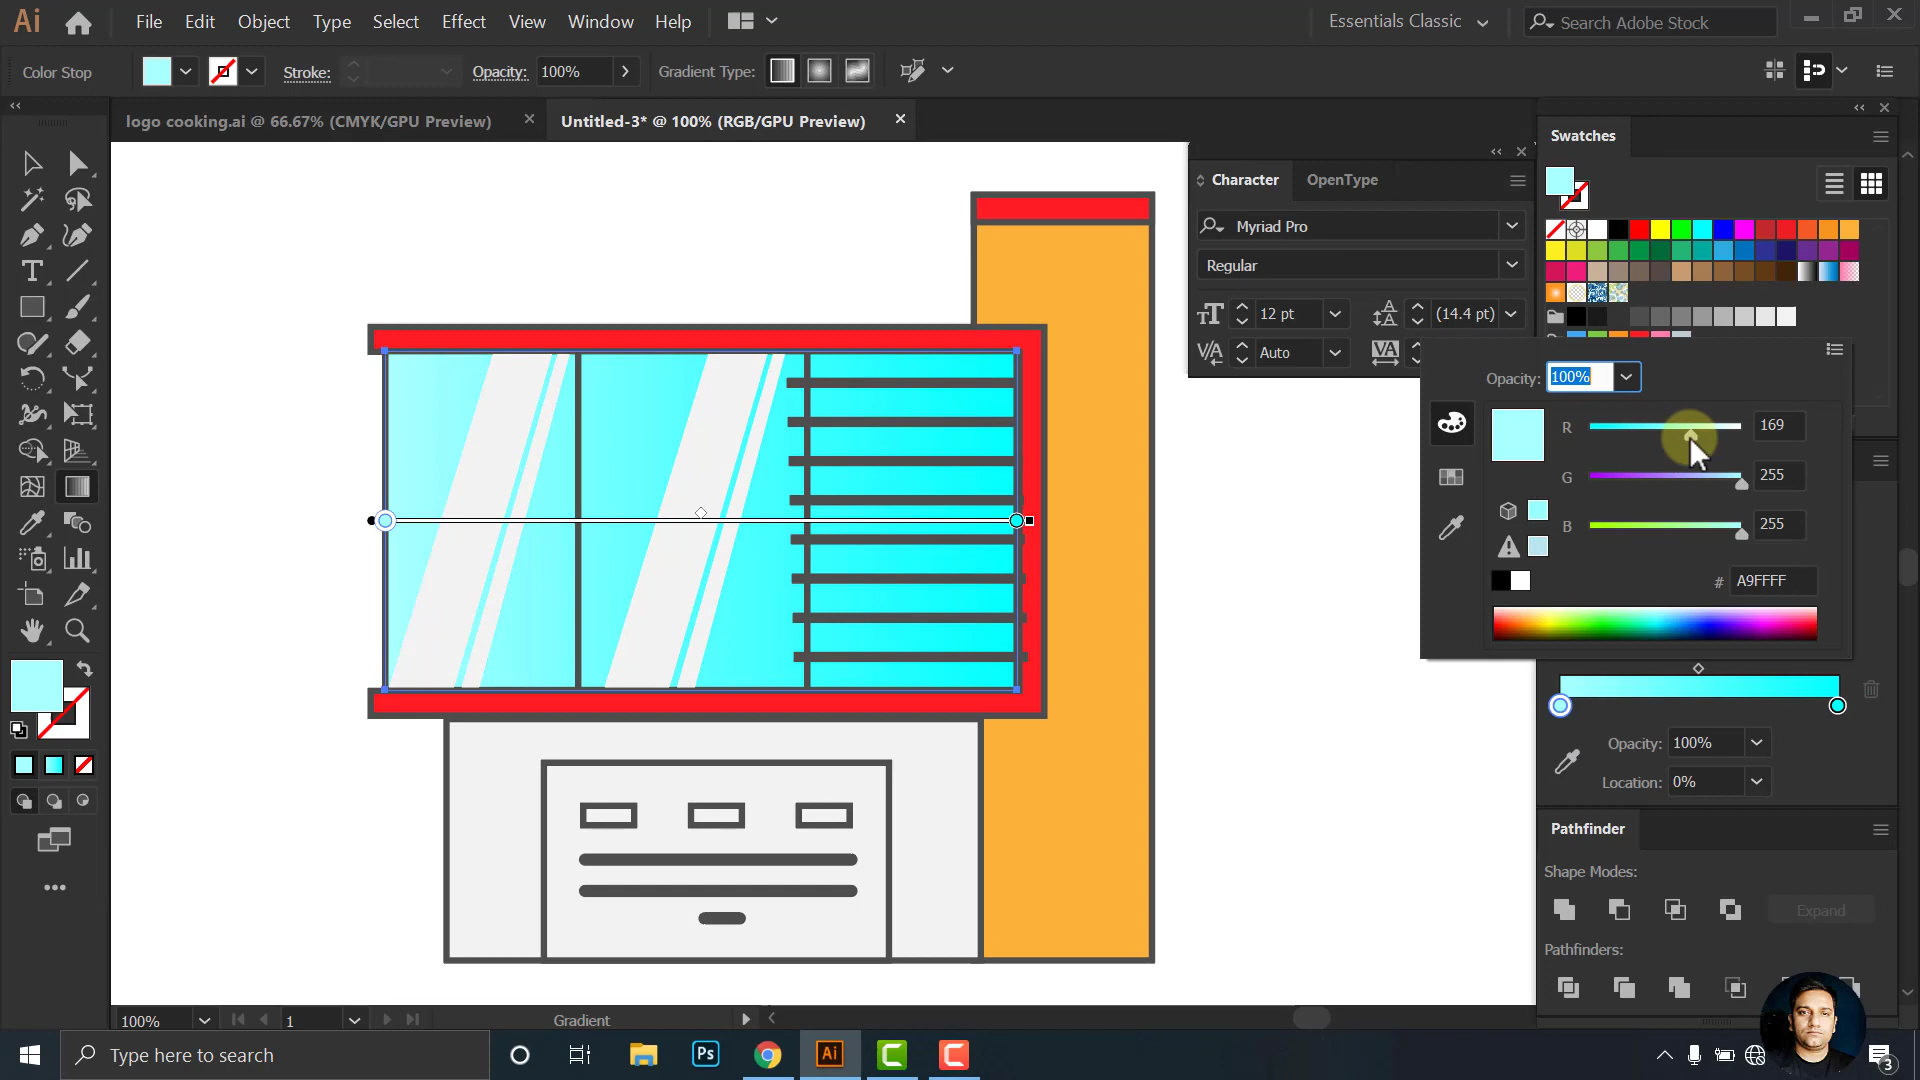 Ai File Edit Object Type Select Effect View Window Help Essentials Classic Search Adobe Stock
Color Stop Stroke: Opacity: 100% Gradient Type:
logo cooking.ai @ 66.67% (CMYK/GPU Preview) Untitled-3* @ 100% (RGB/GPU Preview)
Swatches
Character OpenType
Myriad Pro
Regular
12 pt (14.4 pt)
Auto
Opacity: 100%
R 169
G 255
B 255
# A9FFFF
Opacity: 100%
Location: 0%
Pathfinder
Shape Modes:
Expand
Pathfinders:
100% 1 Gradient
Type here to search Ps Ai 3